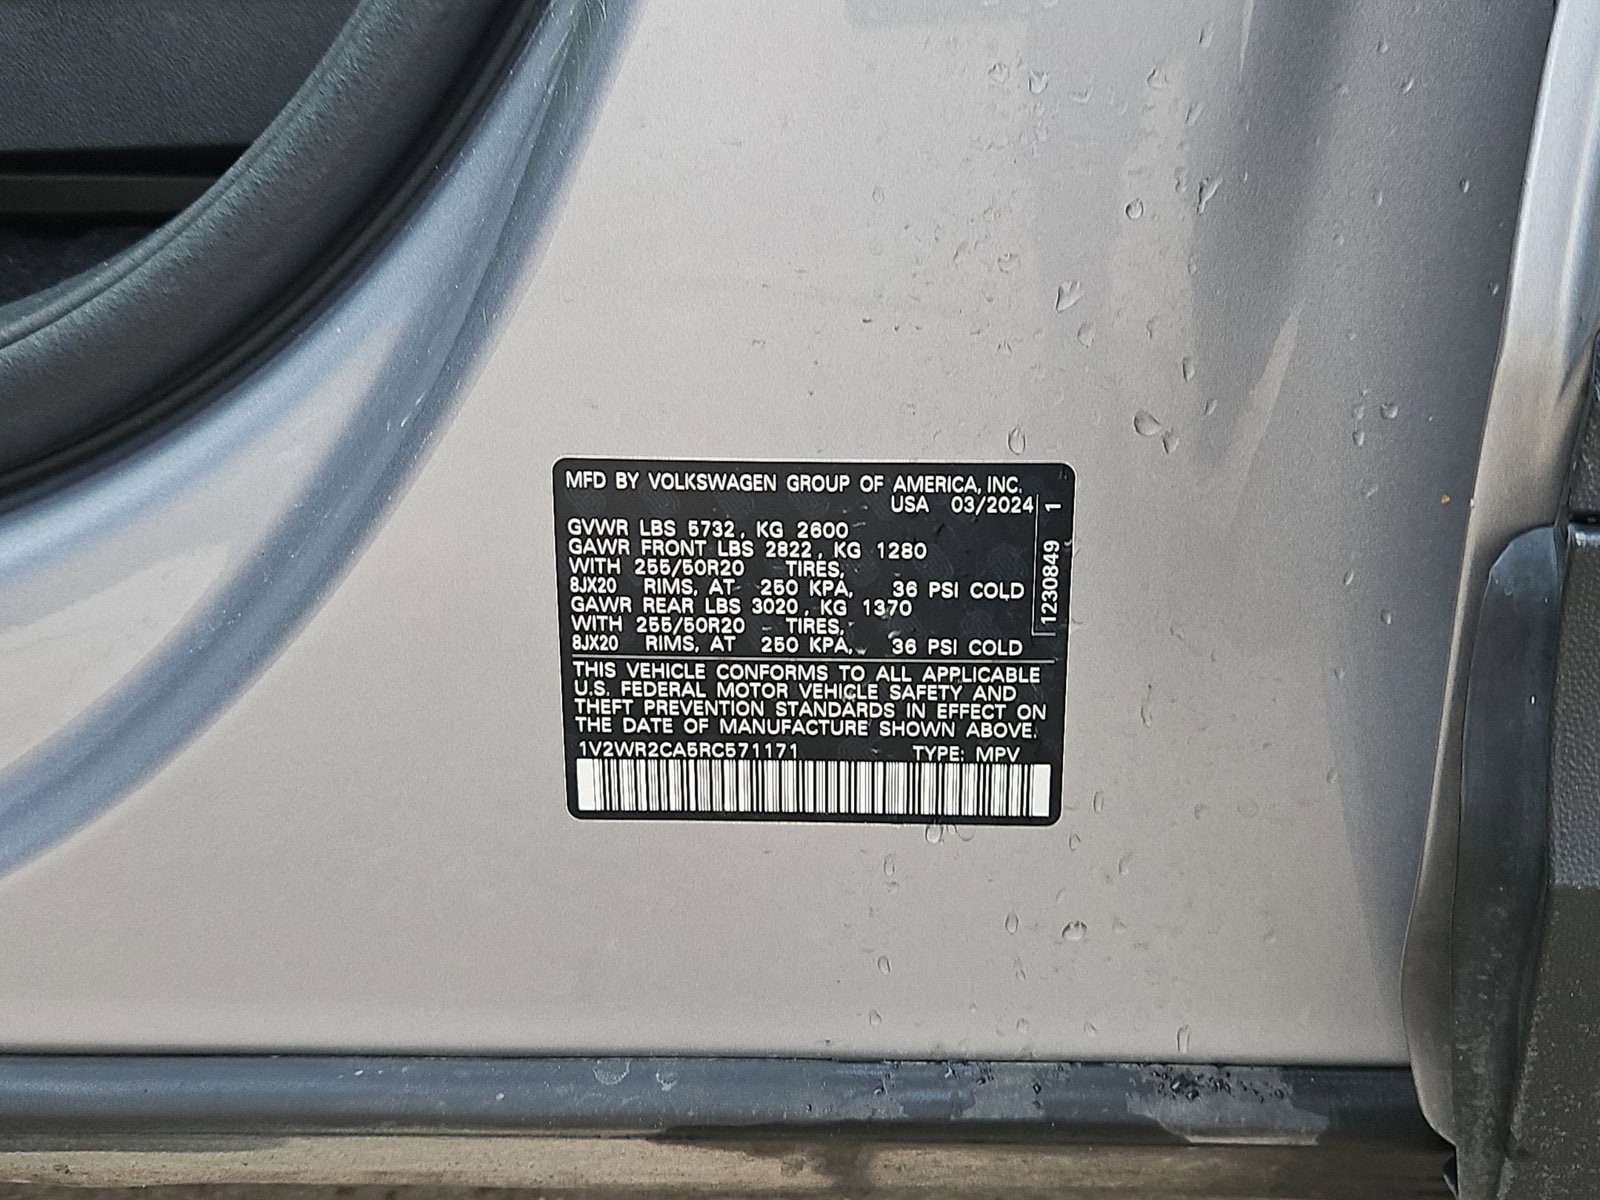 MFD BY VOLKSWAGEN GROUP OF AMERICA, INC.
USA 03/2024
GVWR LBS 5732, KG 2600
GAWR FRONT LBS 2822, KG 1280
WITH 255/50R20 TIRES,
8JX20 RIMS, AT 250 KPA, 36 PSI COLD
GAWR REAR LBS 3020, KG 1370
WITH 255/50R20 TIRES,
8JX20 RIMS, AT 250 KPA, 36 PSI COLD
THIS VEHICLE CONFORMS TO ALL APPLICABLE
U.S. FEDERAL MOTOR VEHICLE SAFETY AND
THEFT PREVENTION STANDARDS IN EFFECT ON
THE DATE OF MANUFACTURE SHOWN ABOVE.
1V2WR2CA5RC571171 TYPE: MPV
1230849 1